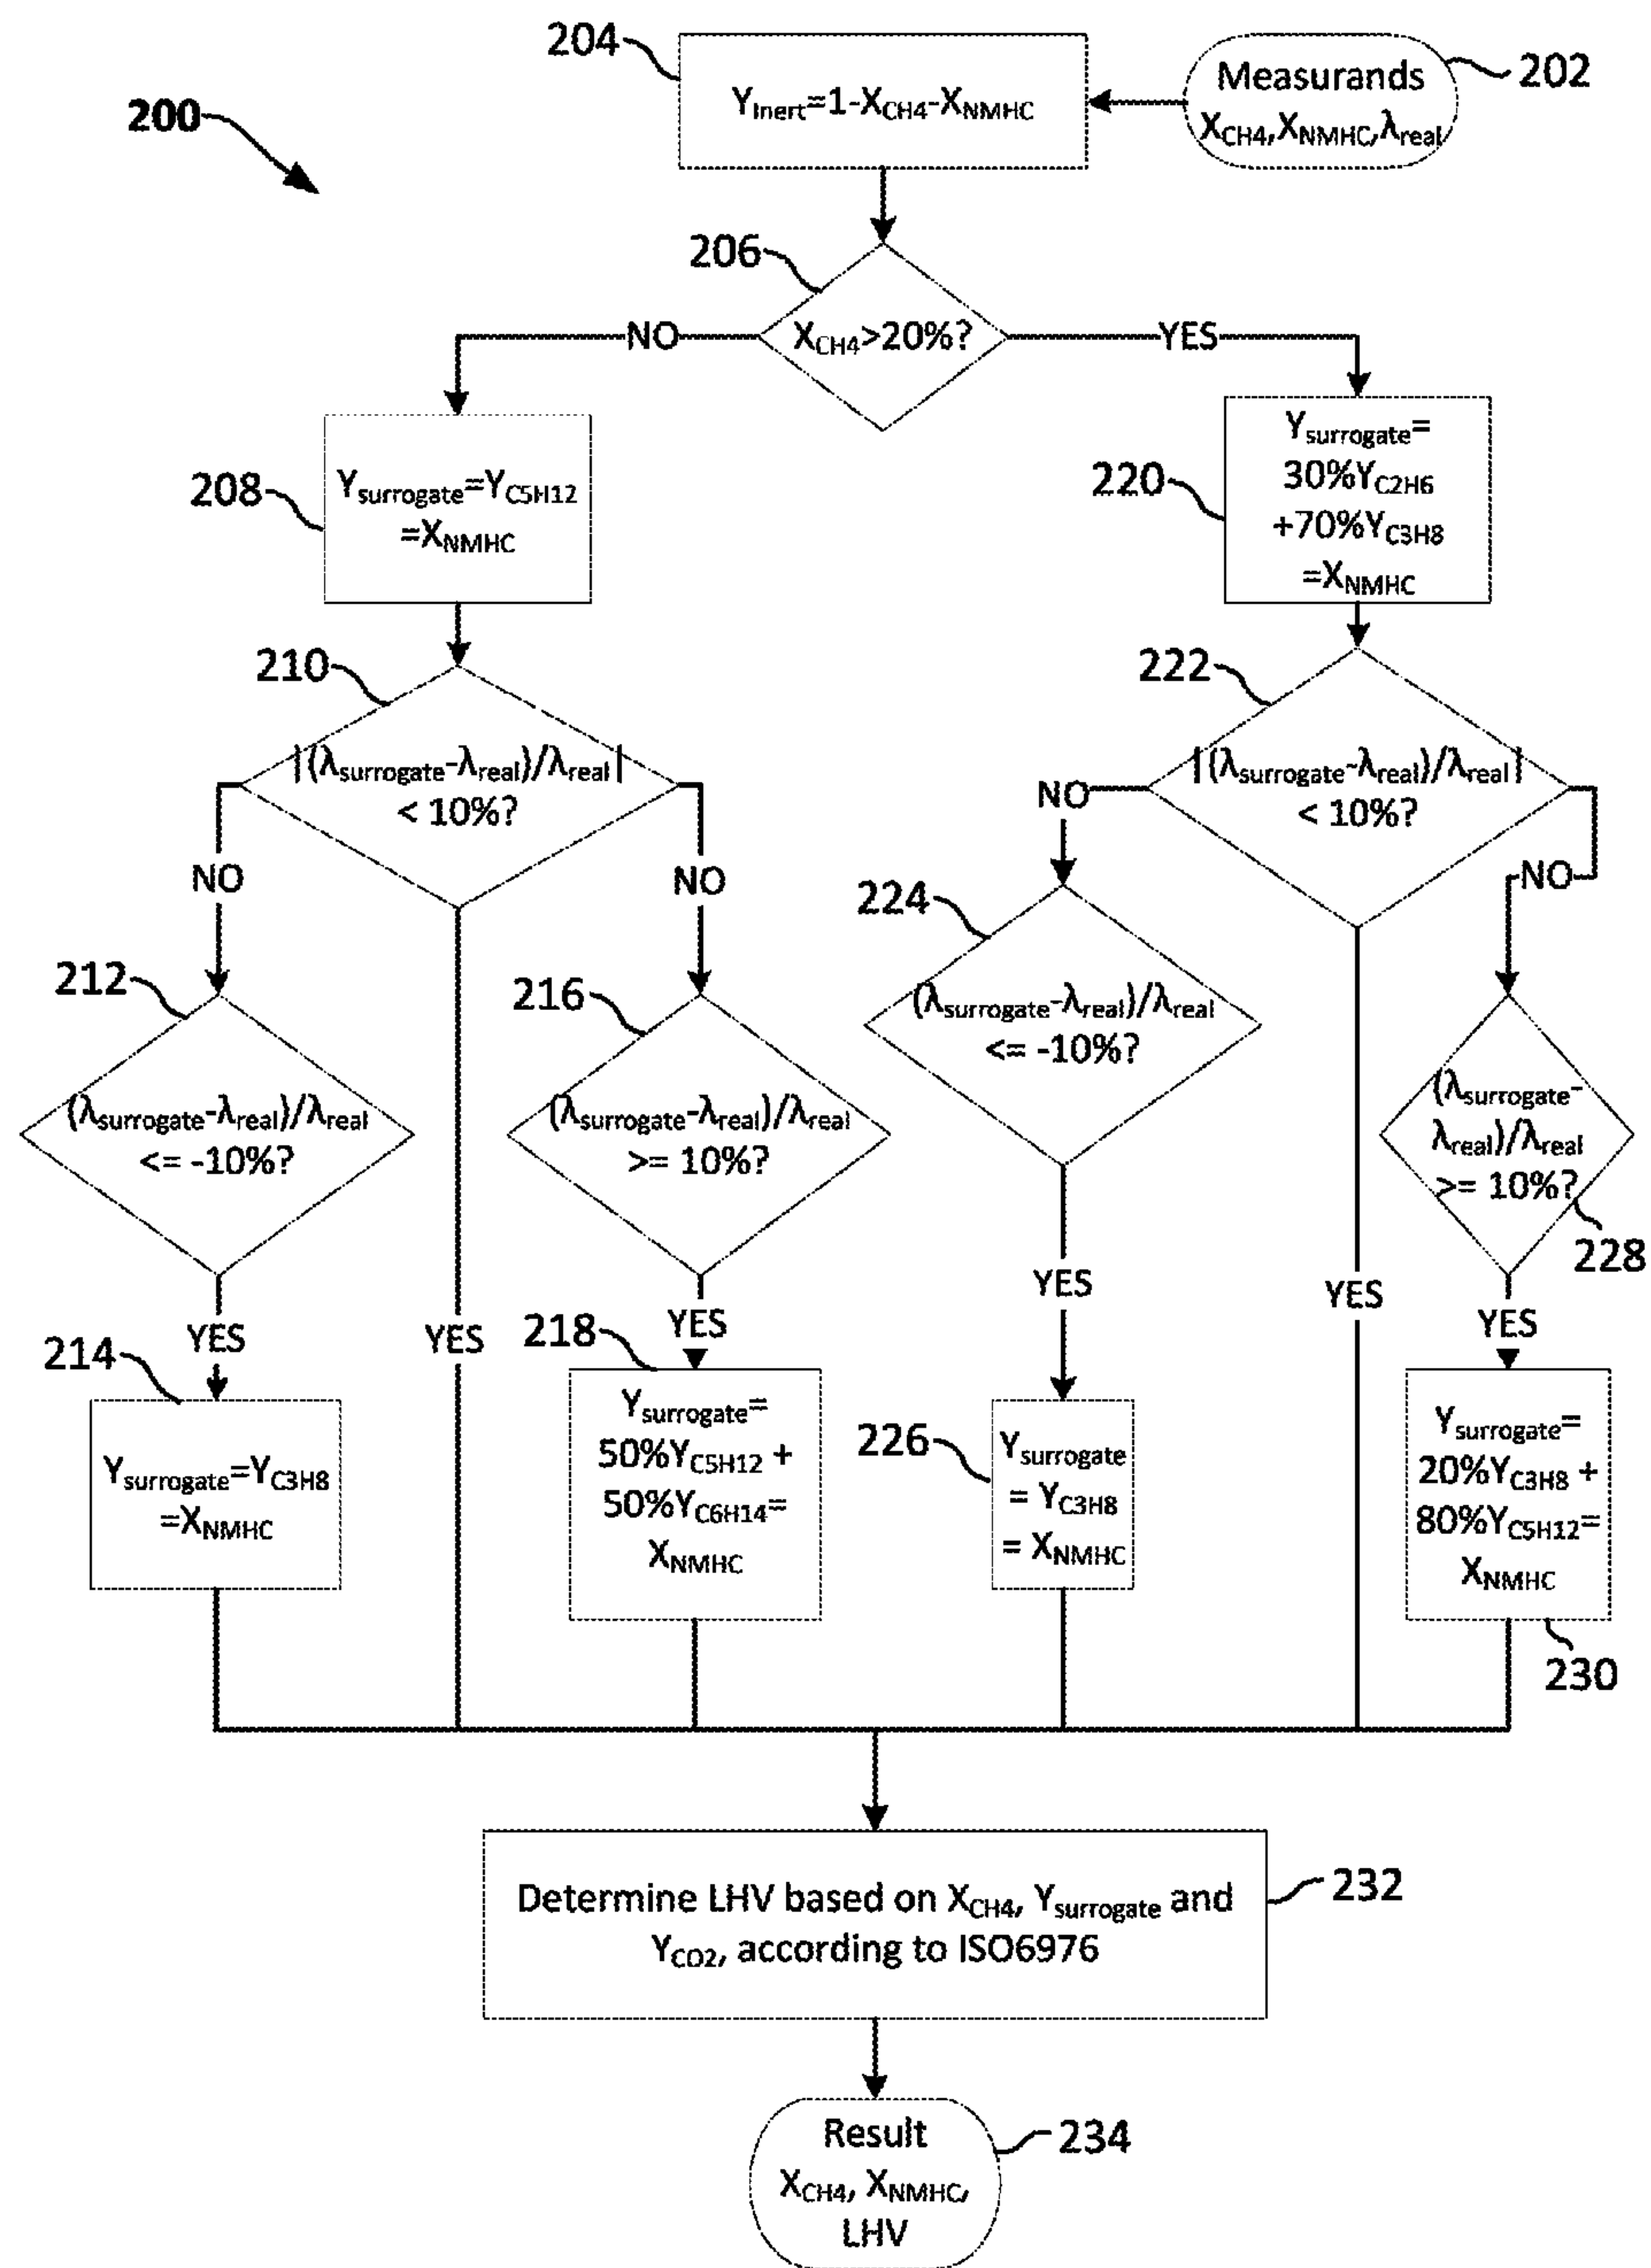 204
Y_Inert=1-X_CH4-X_NMHC
Measurands
X_CH4,X_NMHC,λ_real
202
200
206
X_CH4>20%?
NO
YES
208
Y_surrogate=Y_C5H12
=X_NMHC
220
Y_surrogate=
30%Y_C2H6
+70%Y_C3H8
=X_NMHC
210
|(λ_surrogate-λ_real)/λ_real|
< 10%?
NO
NO
222
|(λ_surrogate-λ_real)/λ_real|
< 10%?
NO
NO
212
(λ_surrogate-λ_real)/λ_real
<= -10%?
216
(λ_surrogate-λ_real)/λ_real
>= 10%?
224
(λ_surrogate-λ_real)/λ_real
<= -10%?
(λ_surrogate-
λ_real)/λ_real
>= 10%?
228
YES
YES
YES
YES
YES
YES
214
Y_surrogate=Y_C3H8
=X_NMHC
218
Y_surrogate=
50%Y_C5H12 +
50%Y_C6H14=
X_NMHC
226
Y_surrogate
= Y_C3H8
= X_NMHC
Y_surrogate=
20%Y_C3H8 +
80%Y_C5H12=
X_NMHC
230
Determine LHV based on X_CH4, Y_surrogate and
Y_CO2, according to ISO6976
232
Result
X_CH4, X_NMHC,
LHV
234